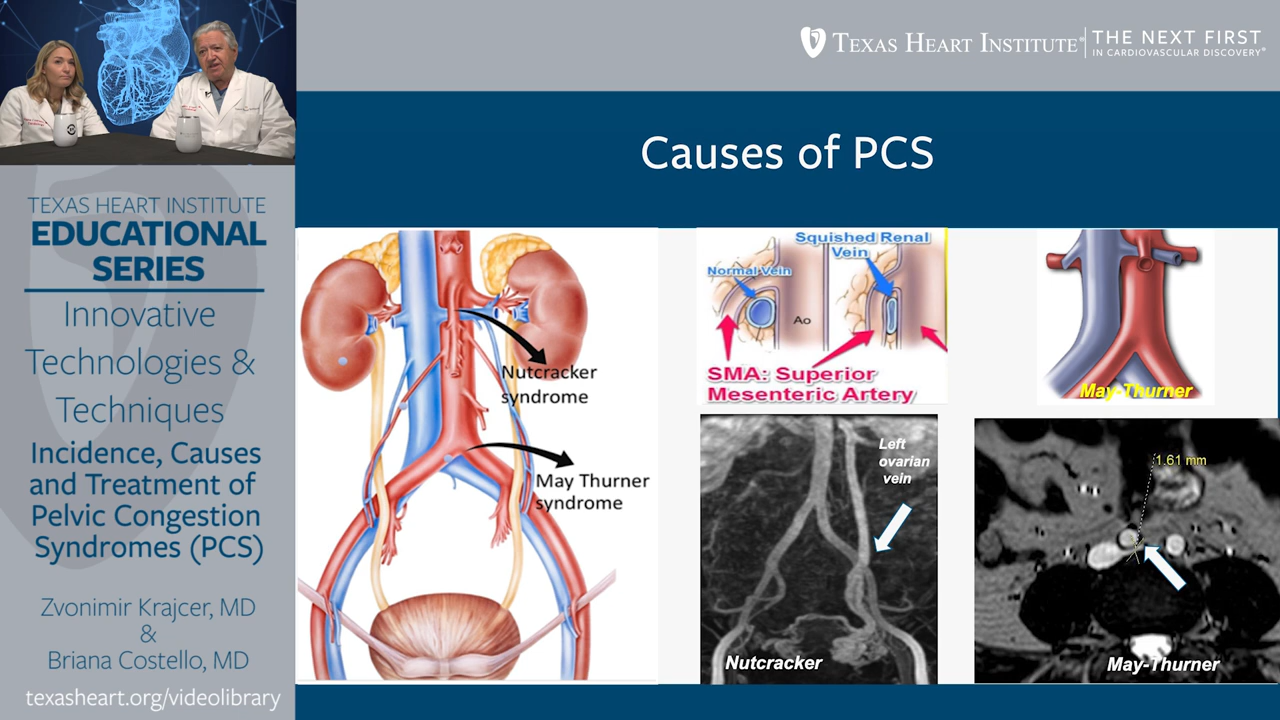 TEXAS HEART INSTITUTE®
THE NEXT FIRST
IN CARDIOVASCULAR DISCOVERY®
Causes of PCS
TEXAS HEART INSTITUTE
EDUCATIONAL
SERIES
Innovative
Technologies &
Techniques
Incidence, Causes
and Treatment of
Pelvic Congestion
Syndromes (PCS)
Zvonimir Krajcer, MD
&
Briana Costello, MD
texasheart.org/videolibrary
Nutcracker
syndrome
May Thurner
syndrome
Squished Renal
Vein
Normal Vein
Ao
SMA: Superior
Mesenteric Artery
May-Thurner
Left
ovarian
vein
Nutcracker
1.61 mm
May-Thurner